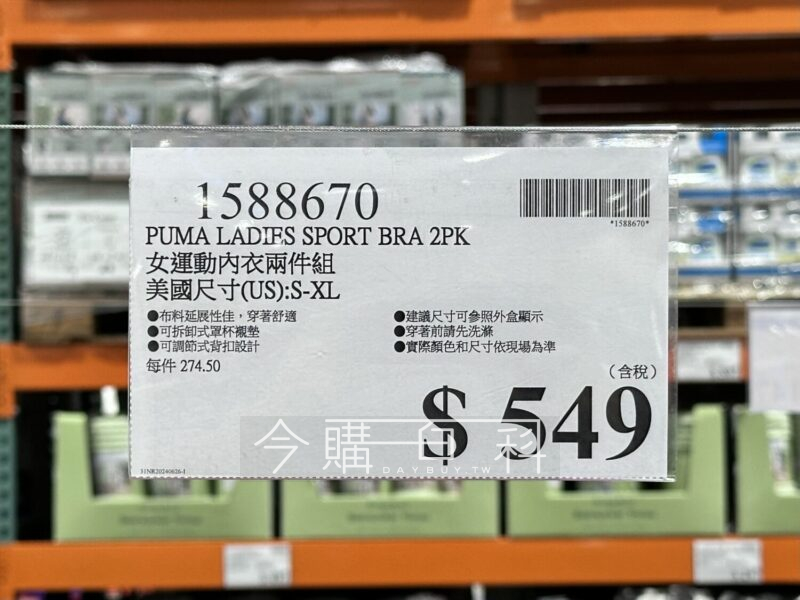 1588670
*1588670*
PUMA LADIES SPORT BRA 2PK
女運動內衣兩件組
美國尺寸(US):S-XL
●布料延展性佳，穿著舒適
●可拆卸式罩杯襯墊
●可調節式背扣設計
●建議尺寸可參照外盒顯示
●穿著前請先洗滌
●實際顏色和尺寸依現場為準
每件 274.50
(含稅)
$ 549
今購百科
DAYBUY.TW
31NR20240626-1